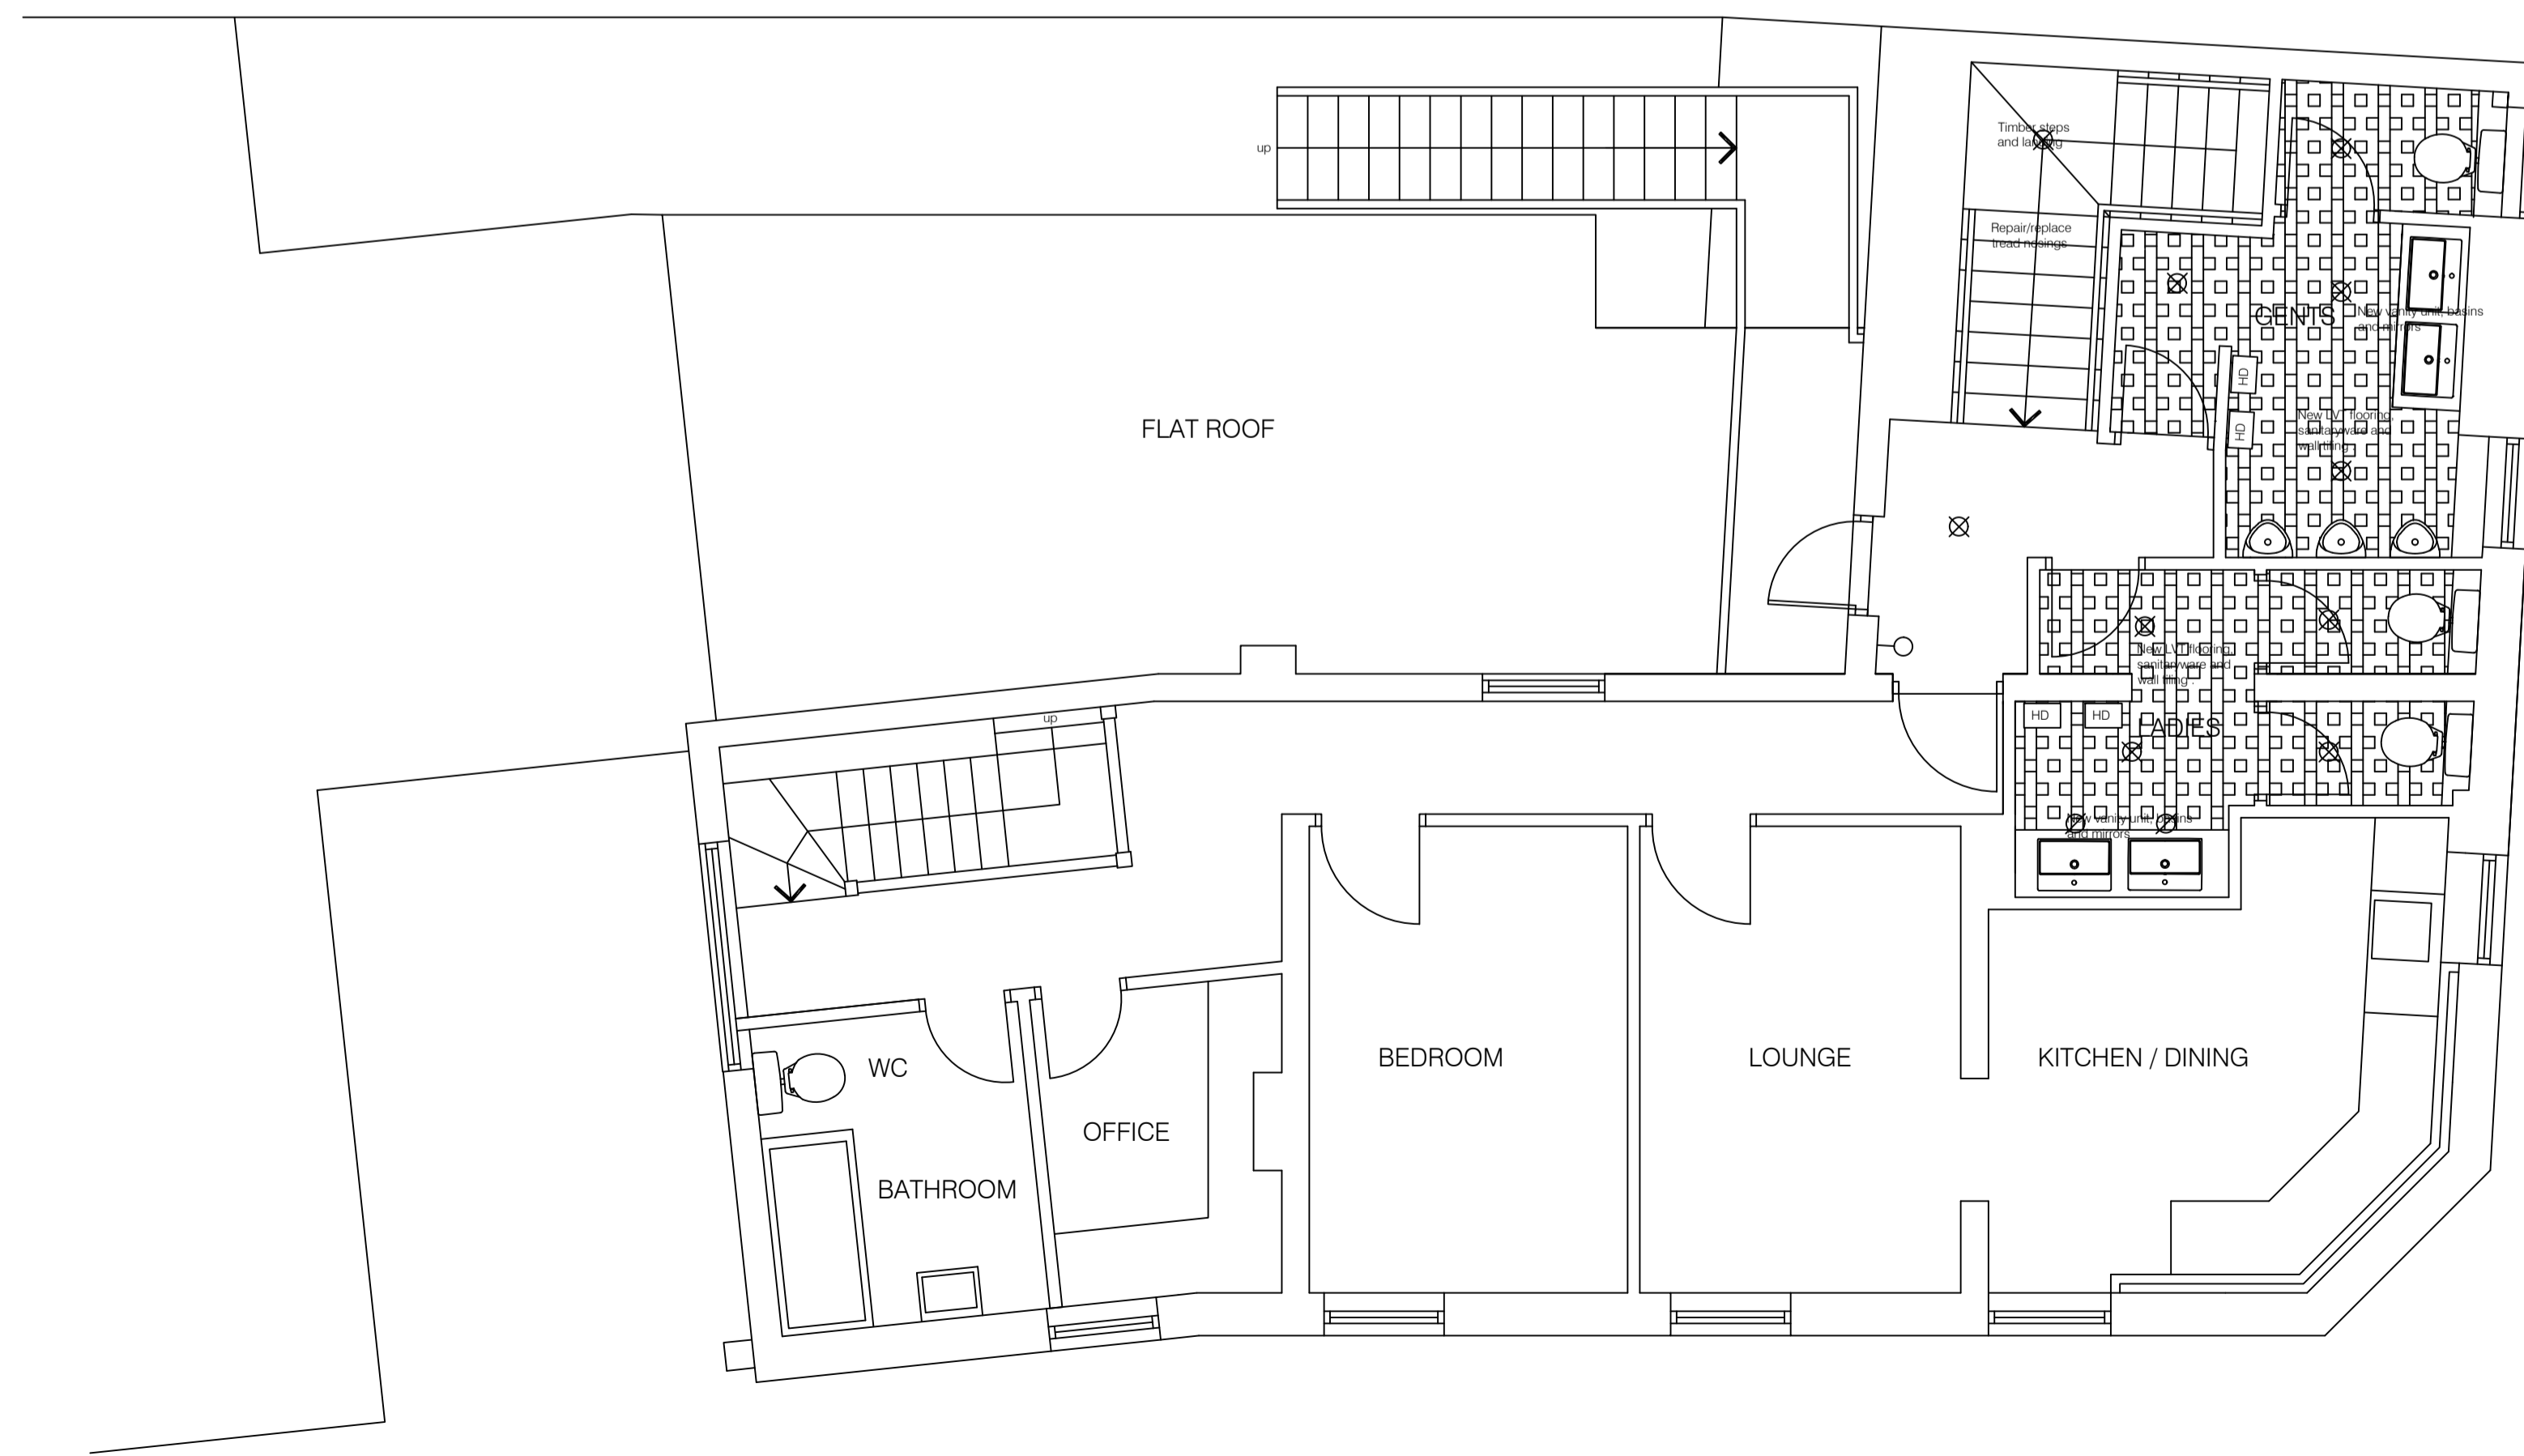 Timber steps
and landing
up
Repair/replace
tread nosings
GENTS
New vanity unit, basins
and mirrors
HD
HD
New LVT flooring,
sanitaryware and
wall tiling .
FLAT ROOF
New LVT flooring,
sanitaryware and
wall tiling .
HD
HD
LADIES
up
New vanity unit, basins
and mirrors
WC
BEDROOM
LOUNGE
KITCHEN / DINING
OFFICE
BATHROOM